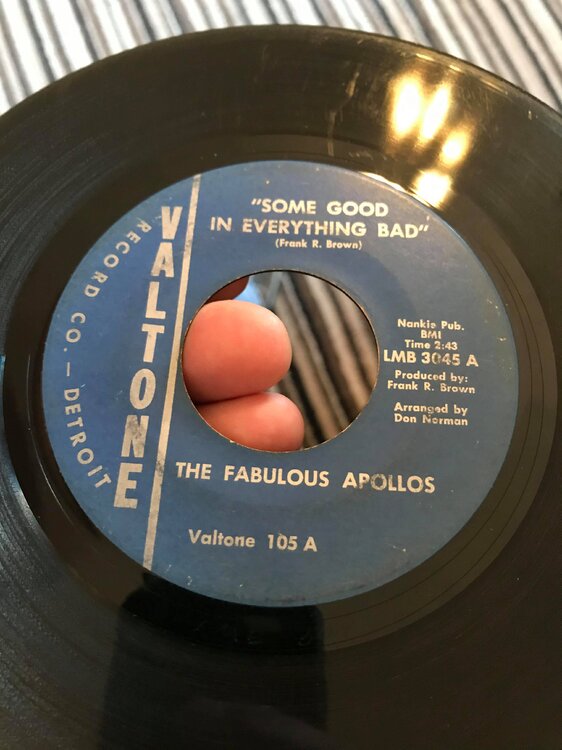 VALTONE
RECORD CO. — DETROIT
"SOME GOOD
IN EVERYTHING BAD"
(Frank R. Brown)
Nankie Pub.
BMI
Time 2:43
LMB 3045 A
Produced by:
Frank R. Brown
Arranged by
Don Norman
THE FABULOUS APOLLOS
Valtone 105 A